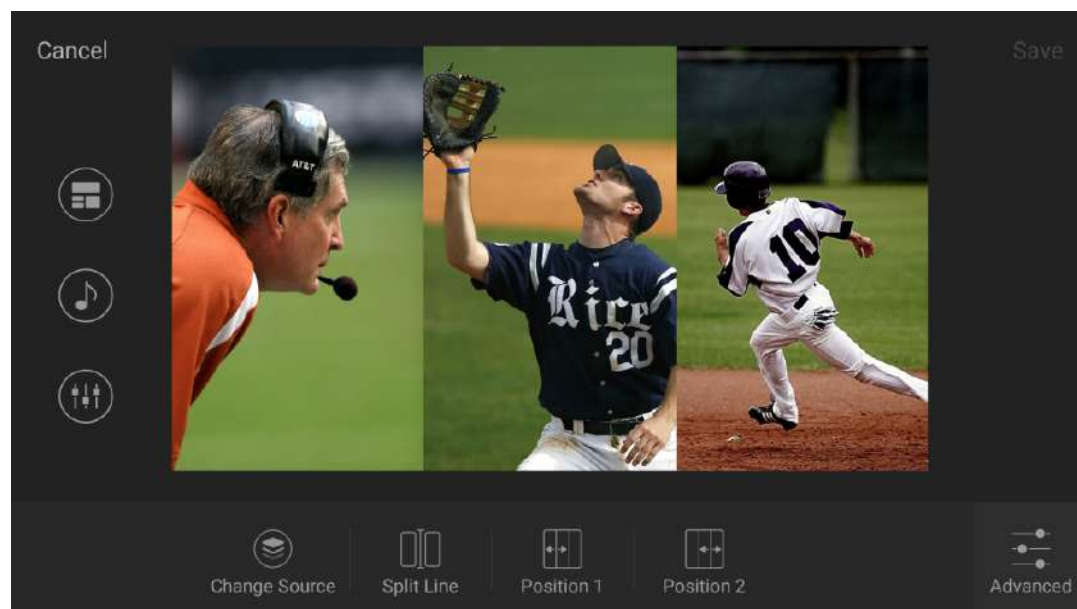 Cancel
Save
AT&T
Rice
20
10
Change Source
Split Line
Position 1
Position 2
Advanced